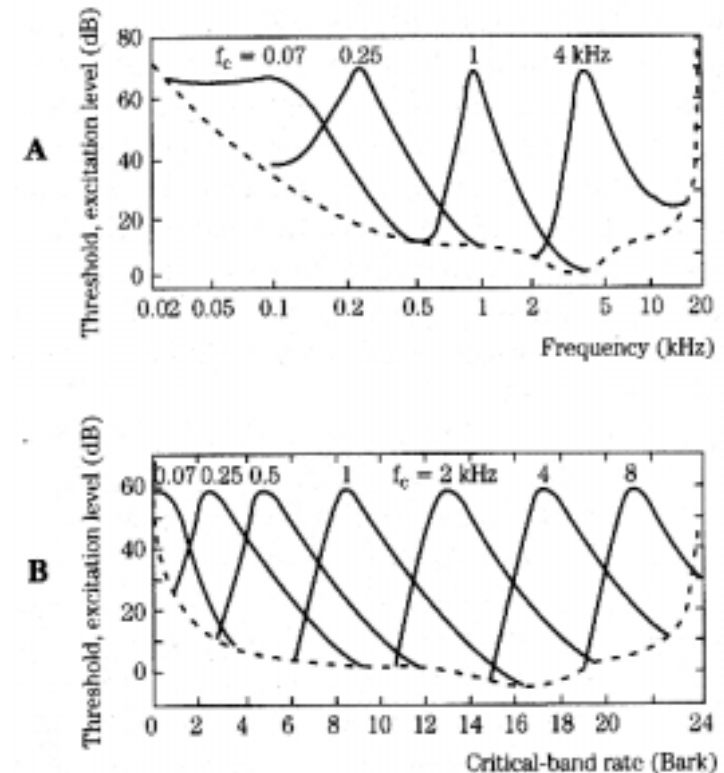 A
Threshold, excitation level (dB)
80
60
40
20
0
f_c = 0.07 0.25 1 4 kHz
0.02 0.05 0.1 0.2 0.5 1 2 5 10 20
Frequency (kHz)
B
Threshold, excitation level (dB)
60
40
20
0
0.07 0.25 0.5 1 f_c = 2 kHz 4 8
0 2 4 6 8 10 12 14 16 18 20 24
Critical-band rate (Bark)